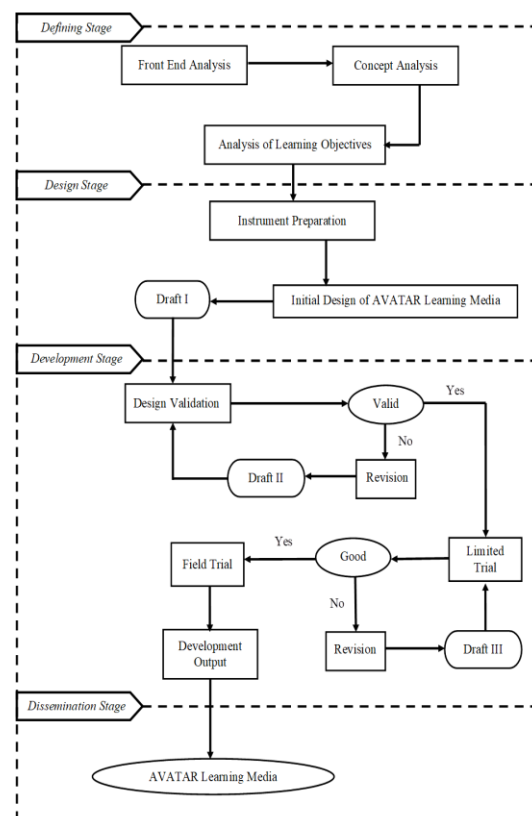 Defining Stage
Front End Analysis
Concept Analysis
Analysis of Learning Objectives
Design Stage
Instrument Preparation
Draft I
Initial Design of AVATAR Learning Media
Development Stage
Yes
Design Validation
Valid
No
Draft II
Revision
Yes
Field Trial
Good
Limited
Trial
No
Development
Output
Revision
Draft III
Dissemination Stage
AVATAR Learning Media